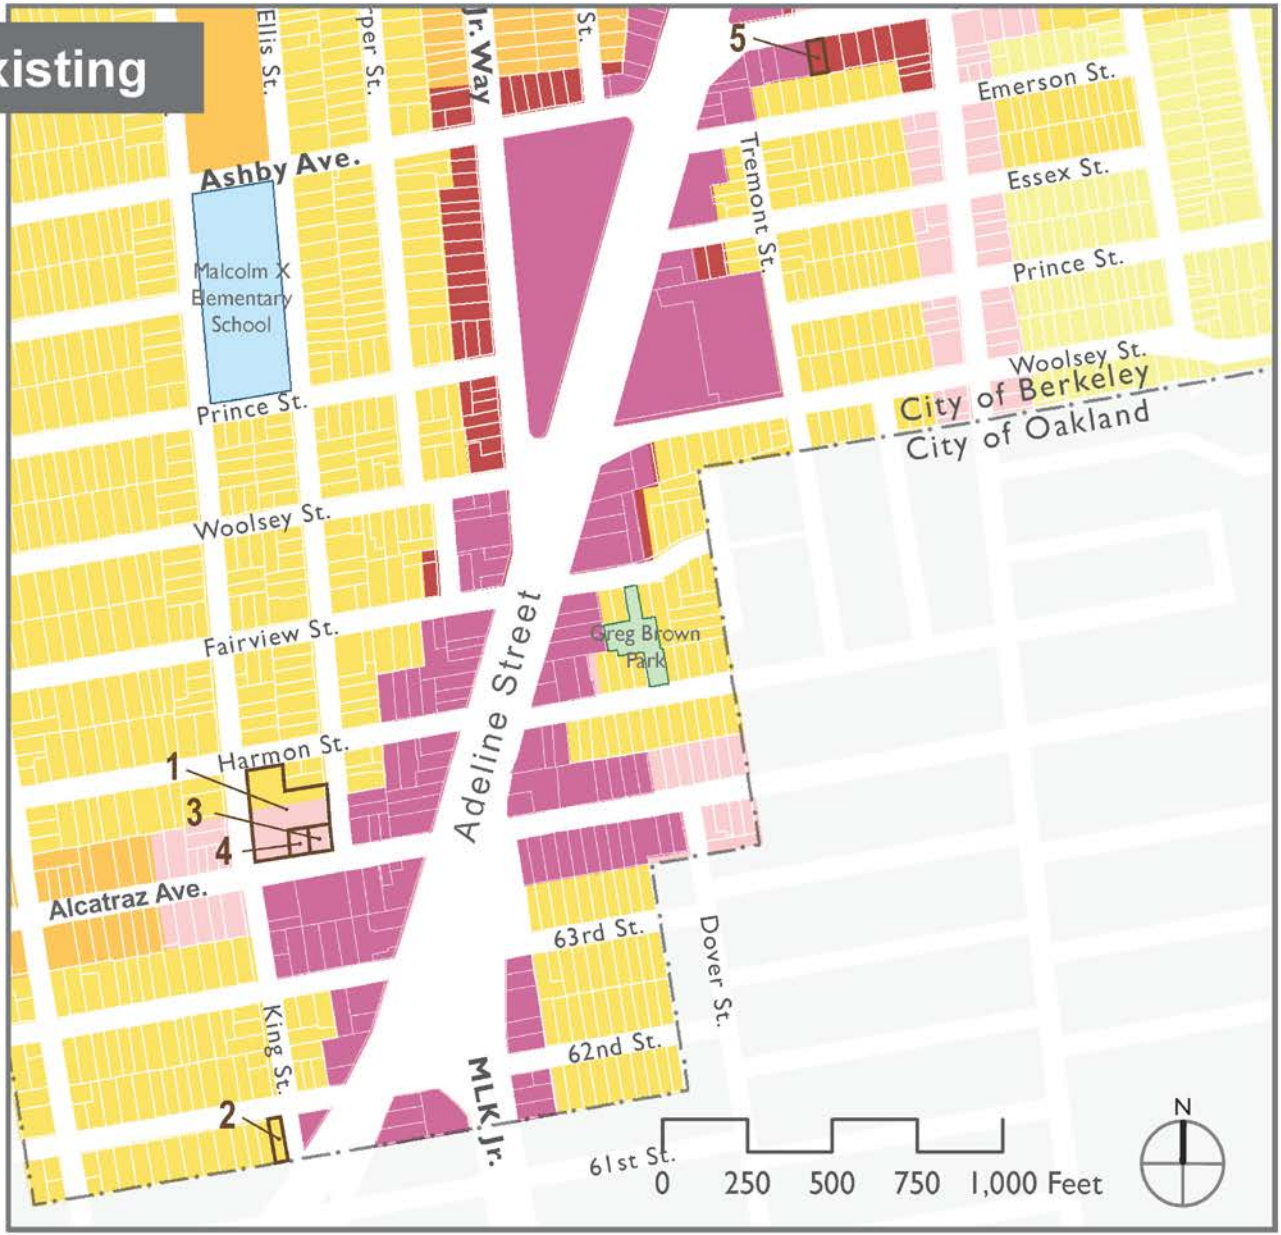 xisting
Ellis St.
per St.
Jr. Way
St.
5
Emerson St.
Ashby Ave.
Tremont St.
Essex St.
Malcolm X
Elementary
School
Prince St.
Prince St.
Woolsey St.
City of Berkeley
City of Oakland
Woolsey St.
Fairview St.
Greg Brown
Park
Adeline Street
Harmon St.
1
3
4
Alcatraz Ave.
63rd St.
Dover St.
King St.
62nd St.
MLK Jr.
2
61st St.
0 250 500 750 1,000 Feet
N